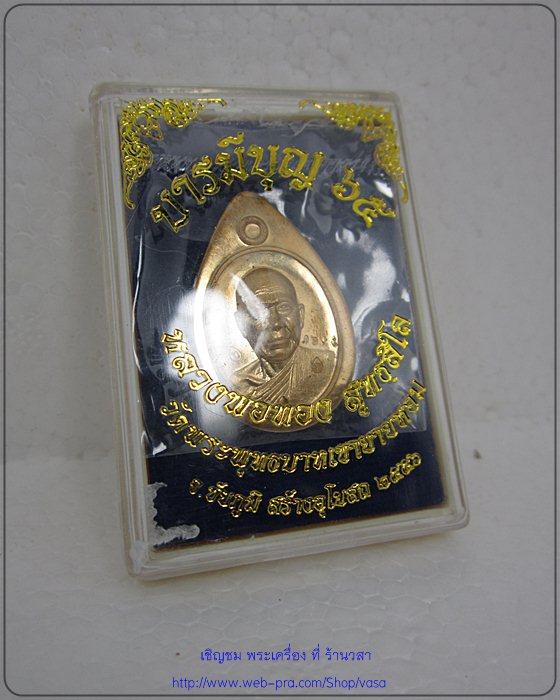 บารมีบุญ ๖๕
หลวงพ่อทอง สุทธสีโล
วัดพระพุทธบาทเขายายหอม
จ.ชัยภูมิ สร้างอุโบสถ ๒๕๕๖
เชิญชม พระเครื่อง ที่ ร้านวสา
http://www.web-pra.com/Shop/vasa